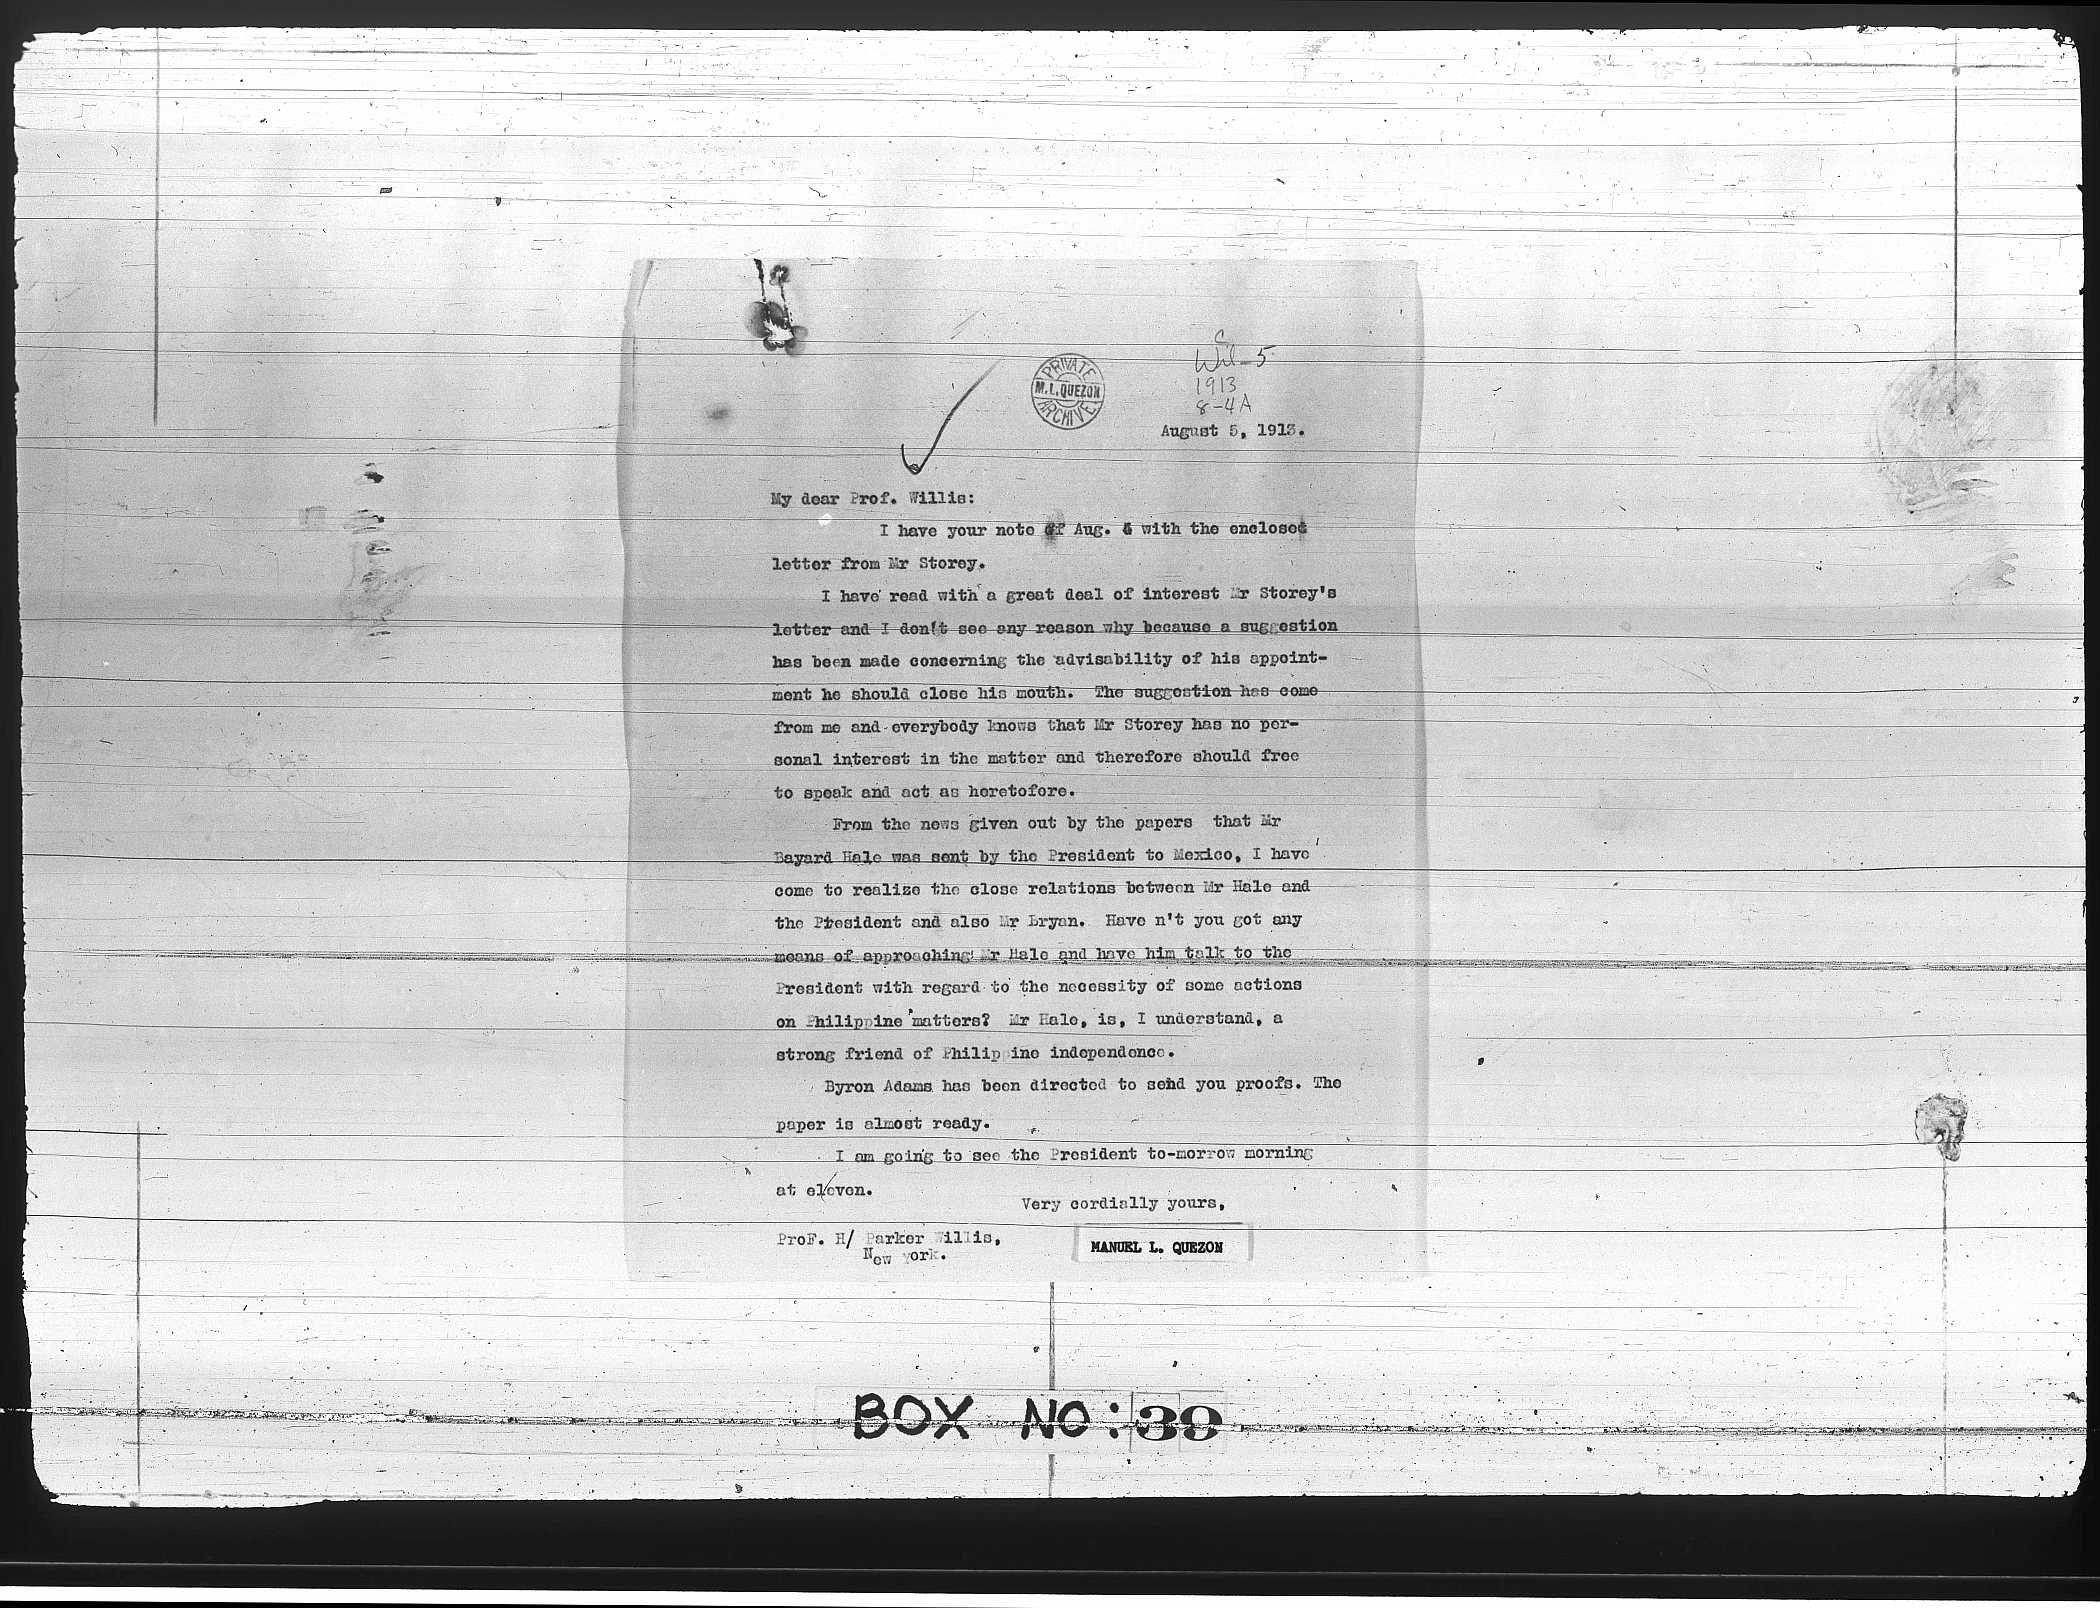 C
Wil-5
1913
8-4A
PRIVATE
M.L.QUEZON
ARCHIVE
August 5, 1913.
My dear Prof. Willis:
I have your note of Aug. 4 with the enclosed
letter from Mr Storey.
I have read with a great deal of interest Mr Storey's
letter and I don't see any reason why because a suggestion
has been made concerning the advisability of his appoint-
ment he should close his mouth. The suggestion has come
from me and everybody knows that Mr Storey has no per-
sonal interest in the matter and therefore should free
to speak and act as heretofore.
From the news given out by the papers that Mr
Bayard Hale was sent by the President to Mexico, I have
come to realize the close relations between Mr Hale and
the President and also Mr Bryan. Have n't you got any
means of approaching Mr Hale and have him talk to the
President with regard to the necessity of some actions
on Philippine matters? Mr Hale, is, I understand, a
strong friend of Philippine independence.
Byron Adams has been directed to send you proofs. The
paper is almost ready.
I am going to see the President to-morrow morning
at eleven.
Very cordially yours,
ProF. H/ Parker Willis,
New York.
MANUEL L. QUEZON
BOX NO: 38